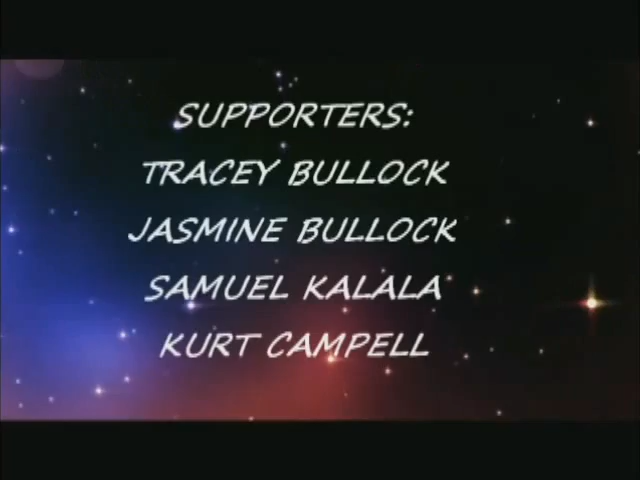 SUPPORTERS:
TRACEY BULLOCK
JASMINE BULLOCK
SAMUEL KALALA
KURT CAMPELL